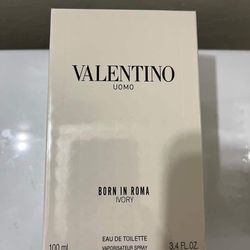 VALENTINO
UOMO
BORN IN ROMA
IVORY
EAU DE TOILETTE
VAPORISATEUR SPRAY
100 ml
3.4 FL.OZ.